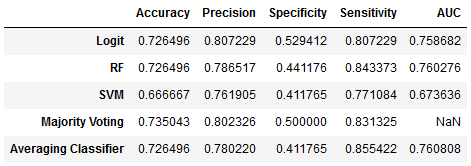 Accuracy Precision Specificity Sensitivity AUC
Logit 0.726496 0.807229 0.529412 0.807229 0.758682
RF 0.726496 0.786517 0.441176 0.843373 0.760276
SVM 0.666667 0.761905 0.411765 0.771084 0.673636
Majority Voting 0.735043 0.802326 0.500000 0.831325 NaN
Averaging Classifier 0.726496 0.780220 0.411765 0.855422 0.760808